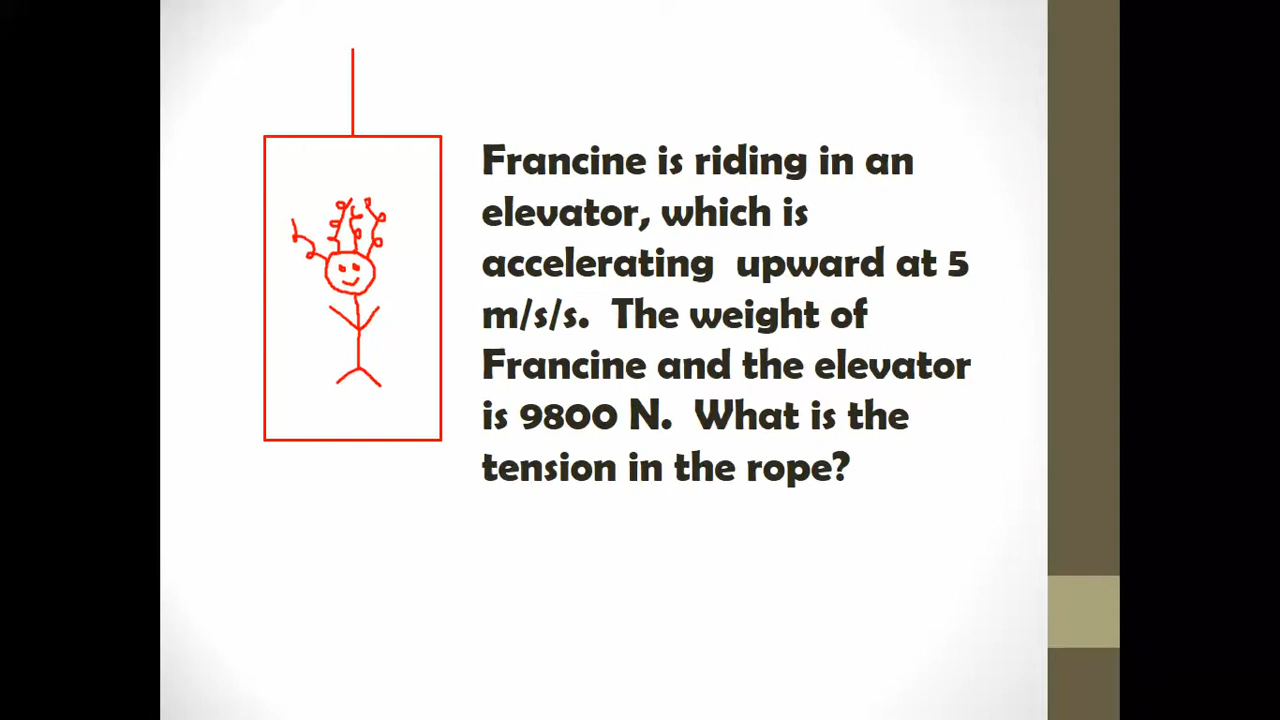 Francine is riding in an
elevator, which is
accelerating  upward at 5
m/s/s.  The weight of
Francine and the elevator
is 9800 N.  What is the
tension in the rope?